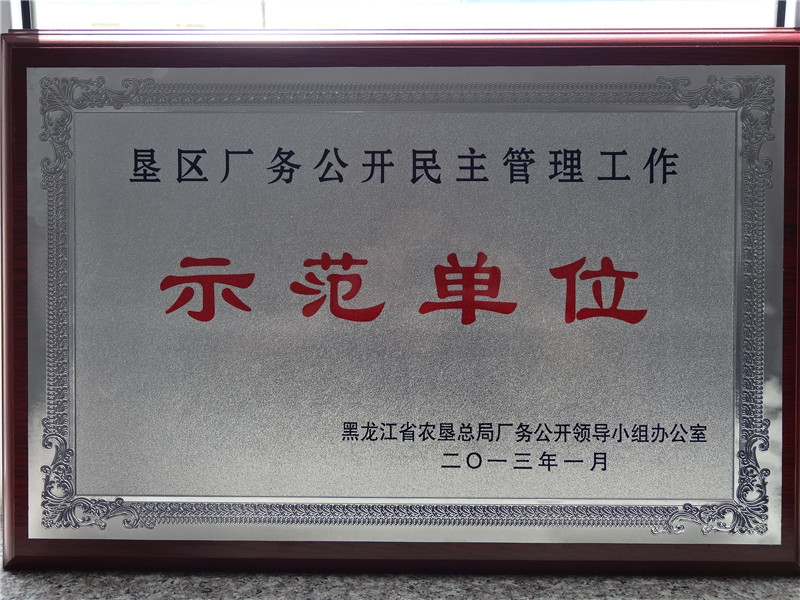 垦区厂务公开民主管理工作
示范单位
黑龙江省农垦总局厂务公开领导小组办公室
二〇一三年一月